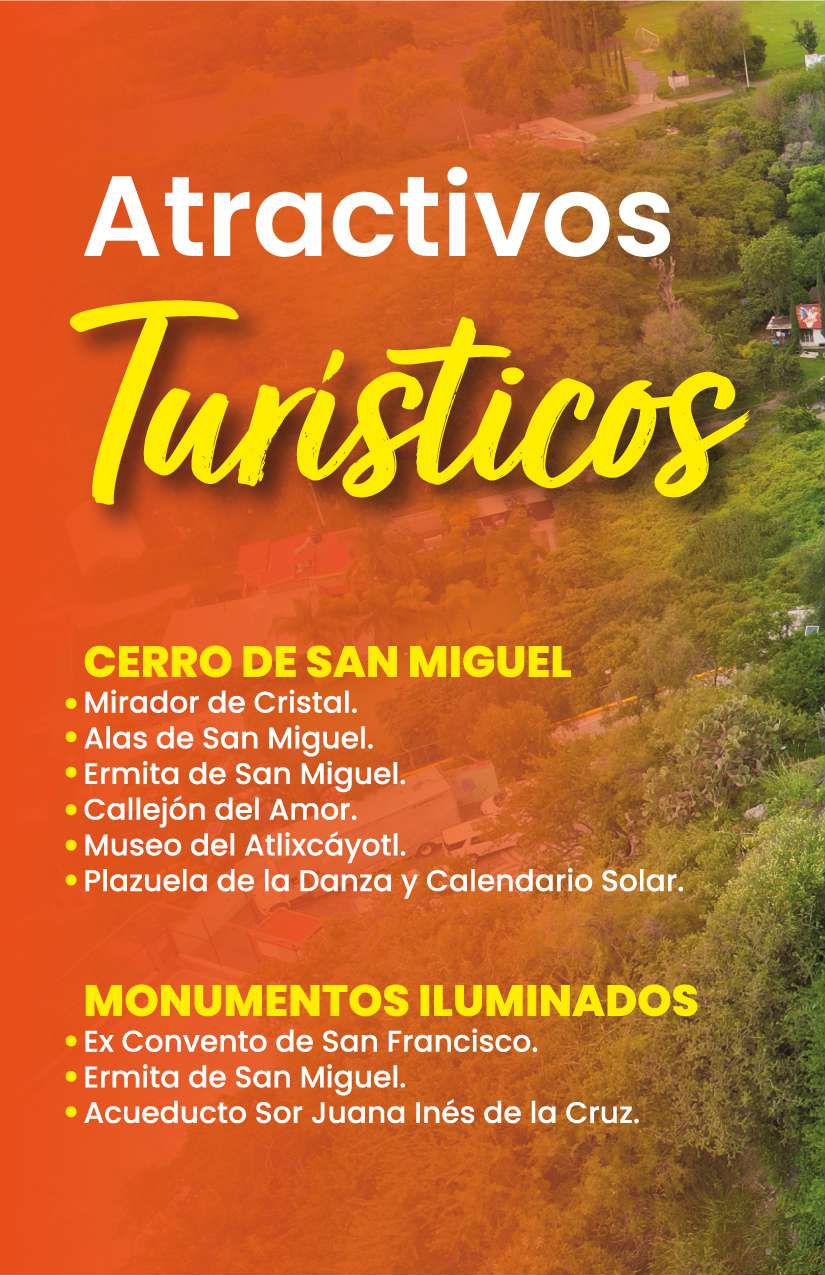 Atractivos
Turísticos
CERRO DE SAN MIGUEL
• Mirador de Cristal.
• Alas de San Miguel.
• Ermita de San Miguel.
• Callejón del Amor.
• Museo del Atlixcáyotl.
• Plazuela de la Danza y Calendario Solar.
MONUMENTOS ILUMINADOS
• Ex Convento de San Francisco.
• Ermita de San Miguel.
• Acueducto Sor Juana Inés de la Cruz.